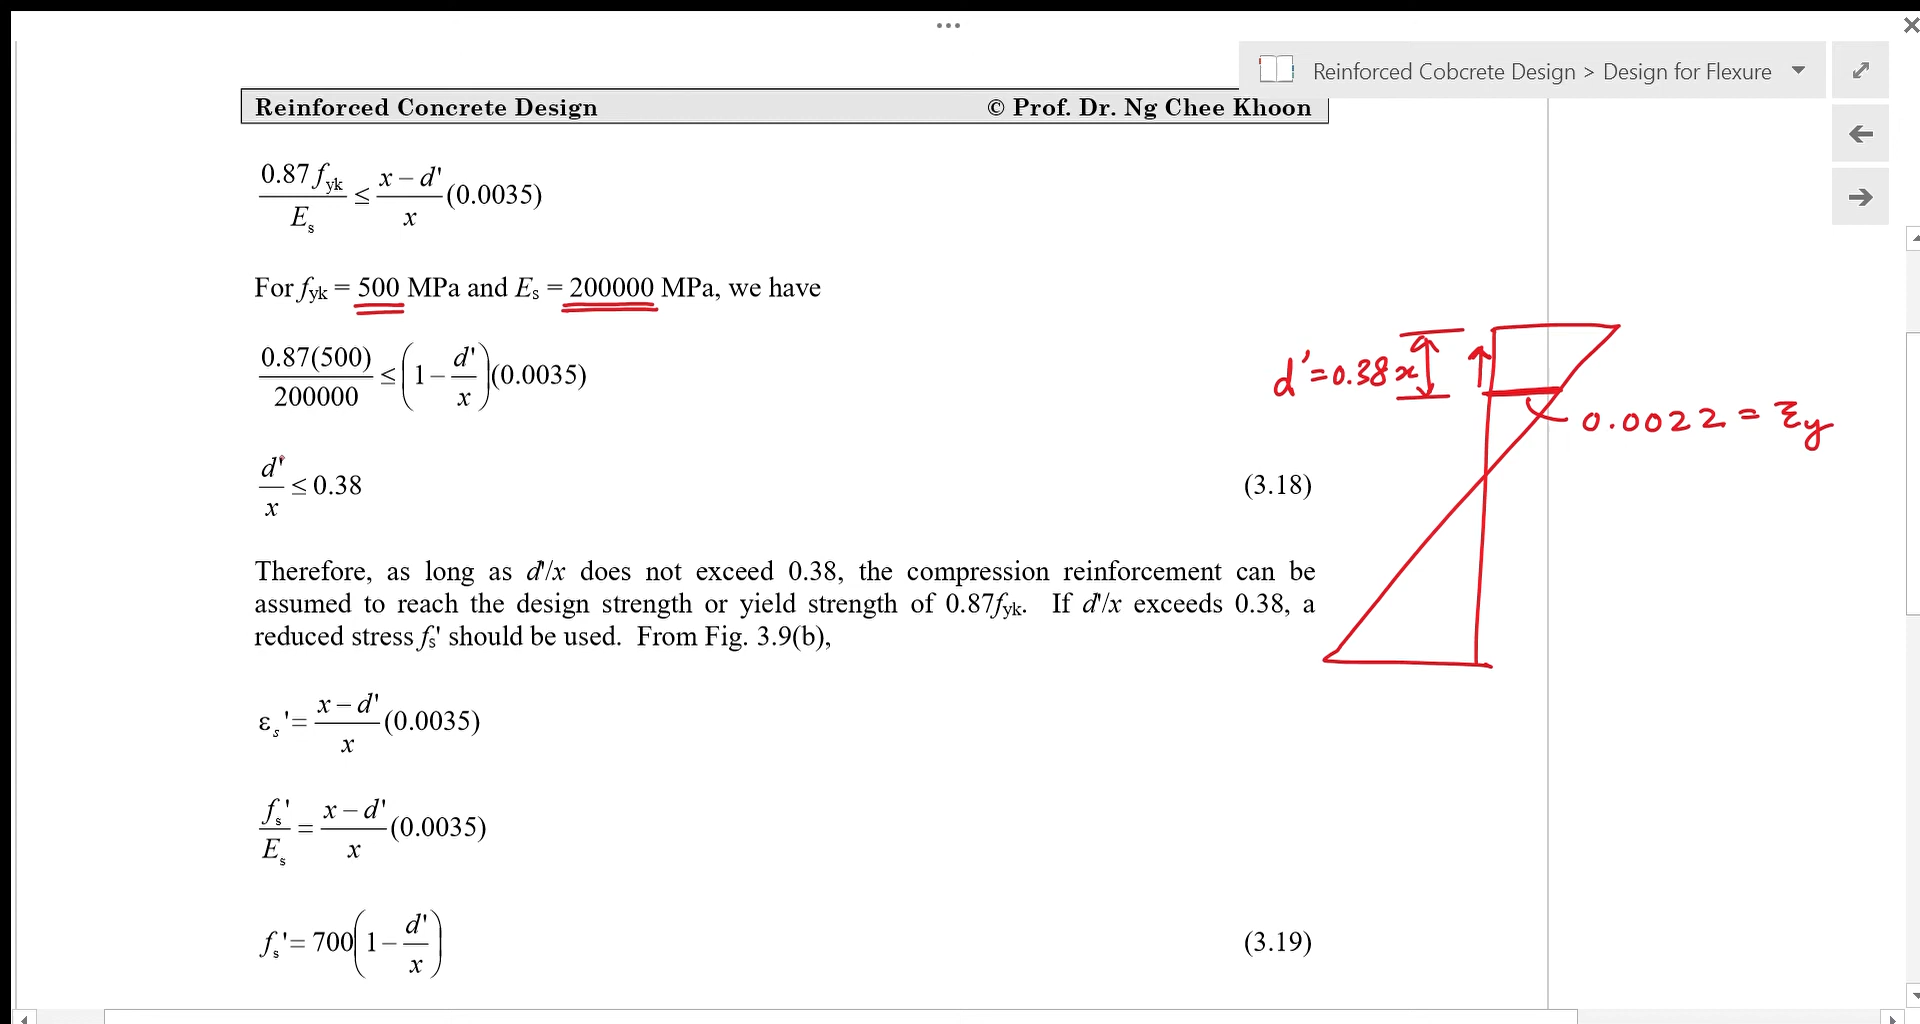 ...
Reinforced Cobcrete Design > Design for Flexure
Reinforced Concrete Design © Prof. Dr. Ng Chee Khoon
0.87f_yk / E_s ≤ (x – d') / x (0.0035)
For f_yk = 500 MPa and E_s = 200000 MPa, we have
0.87(500) / 200000 ≤ (1 – d' / x)(0.0035)
d' = 0.38x
0.0022 = ε_y
d' / x ≤ 0.38 (3.18)
Therefore, as long as d'/x does not exceed 0.38, the compression reinforcement can be
assumed to reach the design strength or yield strength of 0.87f_yk. If d'/x exceeds 0.38, a
reduced stress f_s' should be used. From Fig. 3.9(b),
ε_s' = (x – d') / x (0.0035)
f_s' / E_s = (x – d') / x (0.0035)
f_s' = 700(1 – d' / x) (3.19)